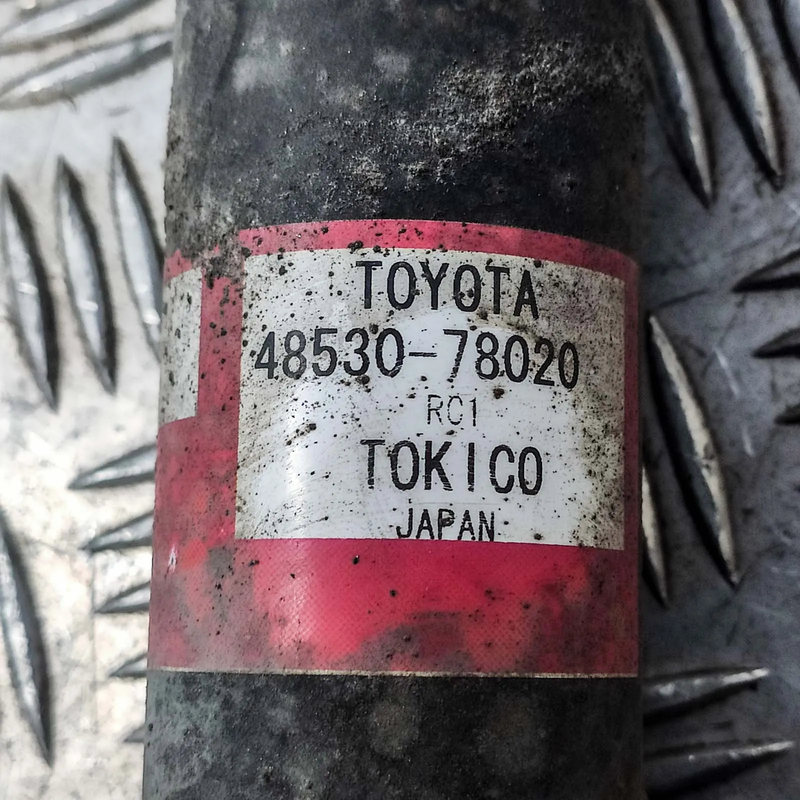 TOYOTA
48530-78020
RC1
TOKICO
JAPAN